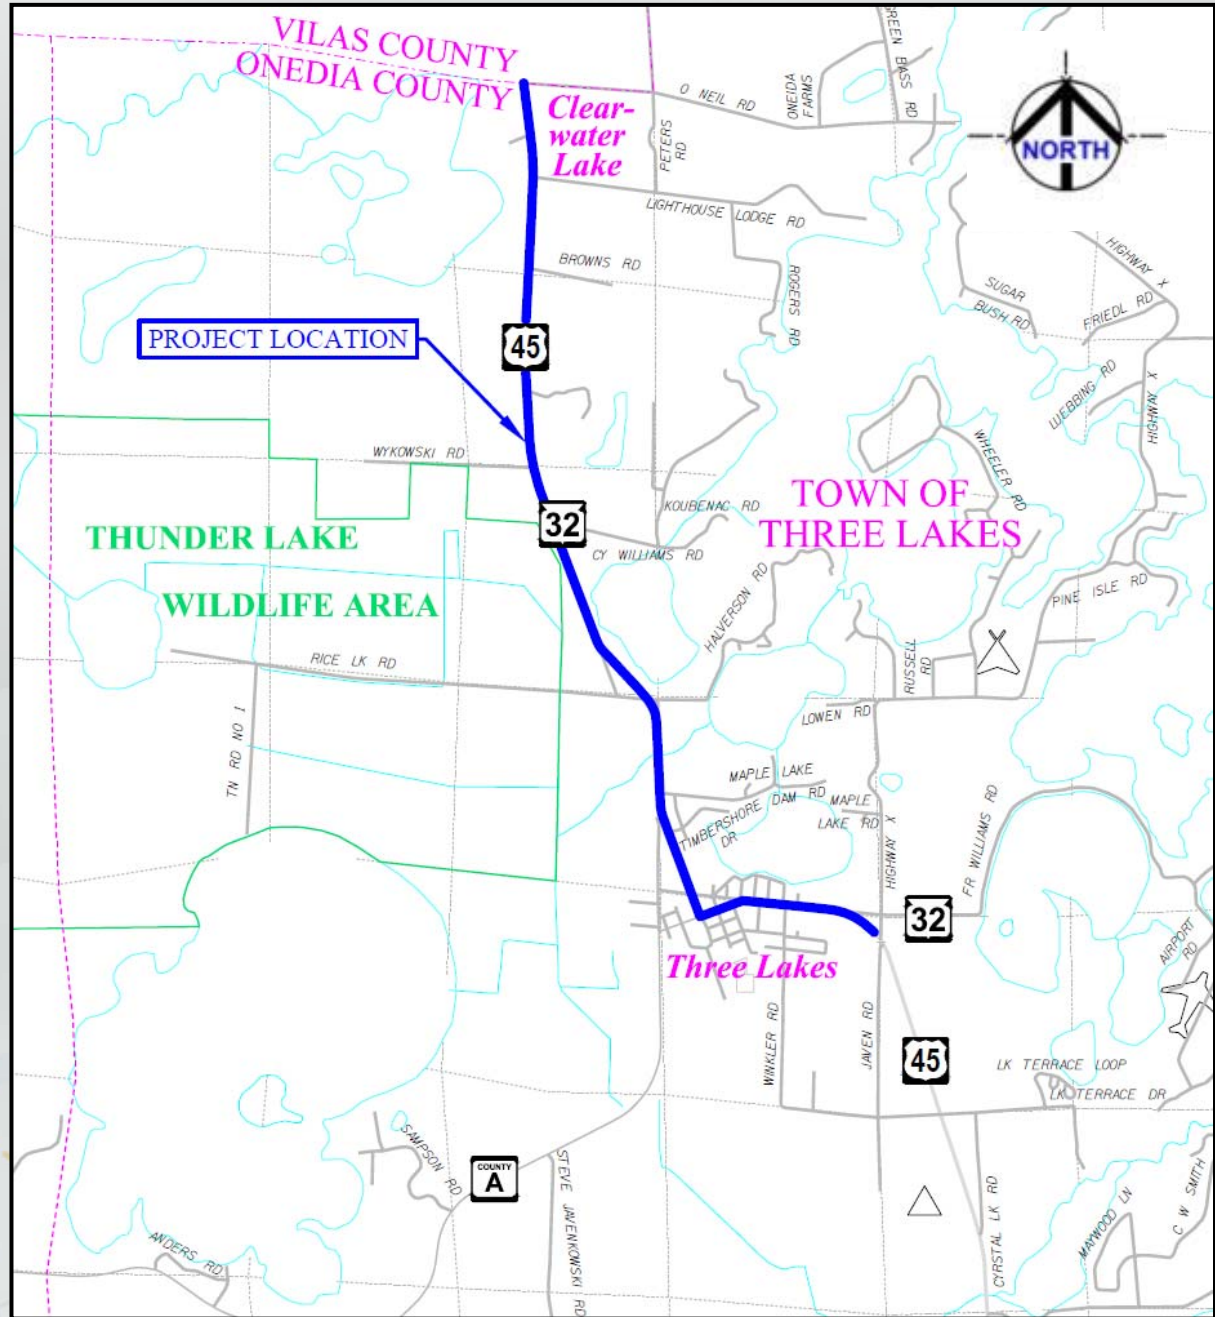 VILAS COUNTY
ONEDIA COUNTY
Clear-
water
Lake
O NEIL RD
ONEIDA
FARMS
GREEN BASS RD
PETERS
RD
NORTH
LIGHTHOUSE LODGE RD
BROWNS RD
ROGERS RD
HIGHWAY X
SUGAR
BUSH RD
FRIEDL RD
PROJECT LOCATION
45
LUEBBING RD
HIGHWAY X
WYKOWSKI RD
WHEELER RD
TOWN OF
THREE LAKES
KOUBENAC RD
32
CY WILLIAMS RD
THUNDER LAKE
WILDLIFE AREA
HALVERSON RD
PINE ISLE RD
RICE LK RD
RUSSELL
RD
LOWEN RD
TN RD NO 1
MAPLE LAKE
DAM RD
TIMBERSHORE
DR
MAPLE
LAKE RD
HIGHWAY X
FR WILLIAMS RD
32
AIRPORT
RD
Three Lakes
WINKLER RD
JAVEN RD
45
LK TERRACE LOOP
LK TERRACE DR
SAMPSON RD
COUNTY
A
STEVE JAVENKOWSKI RD
CYRSTAL LK RD
MAYWOOD LN
C W SMITH
ANDERS RD